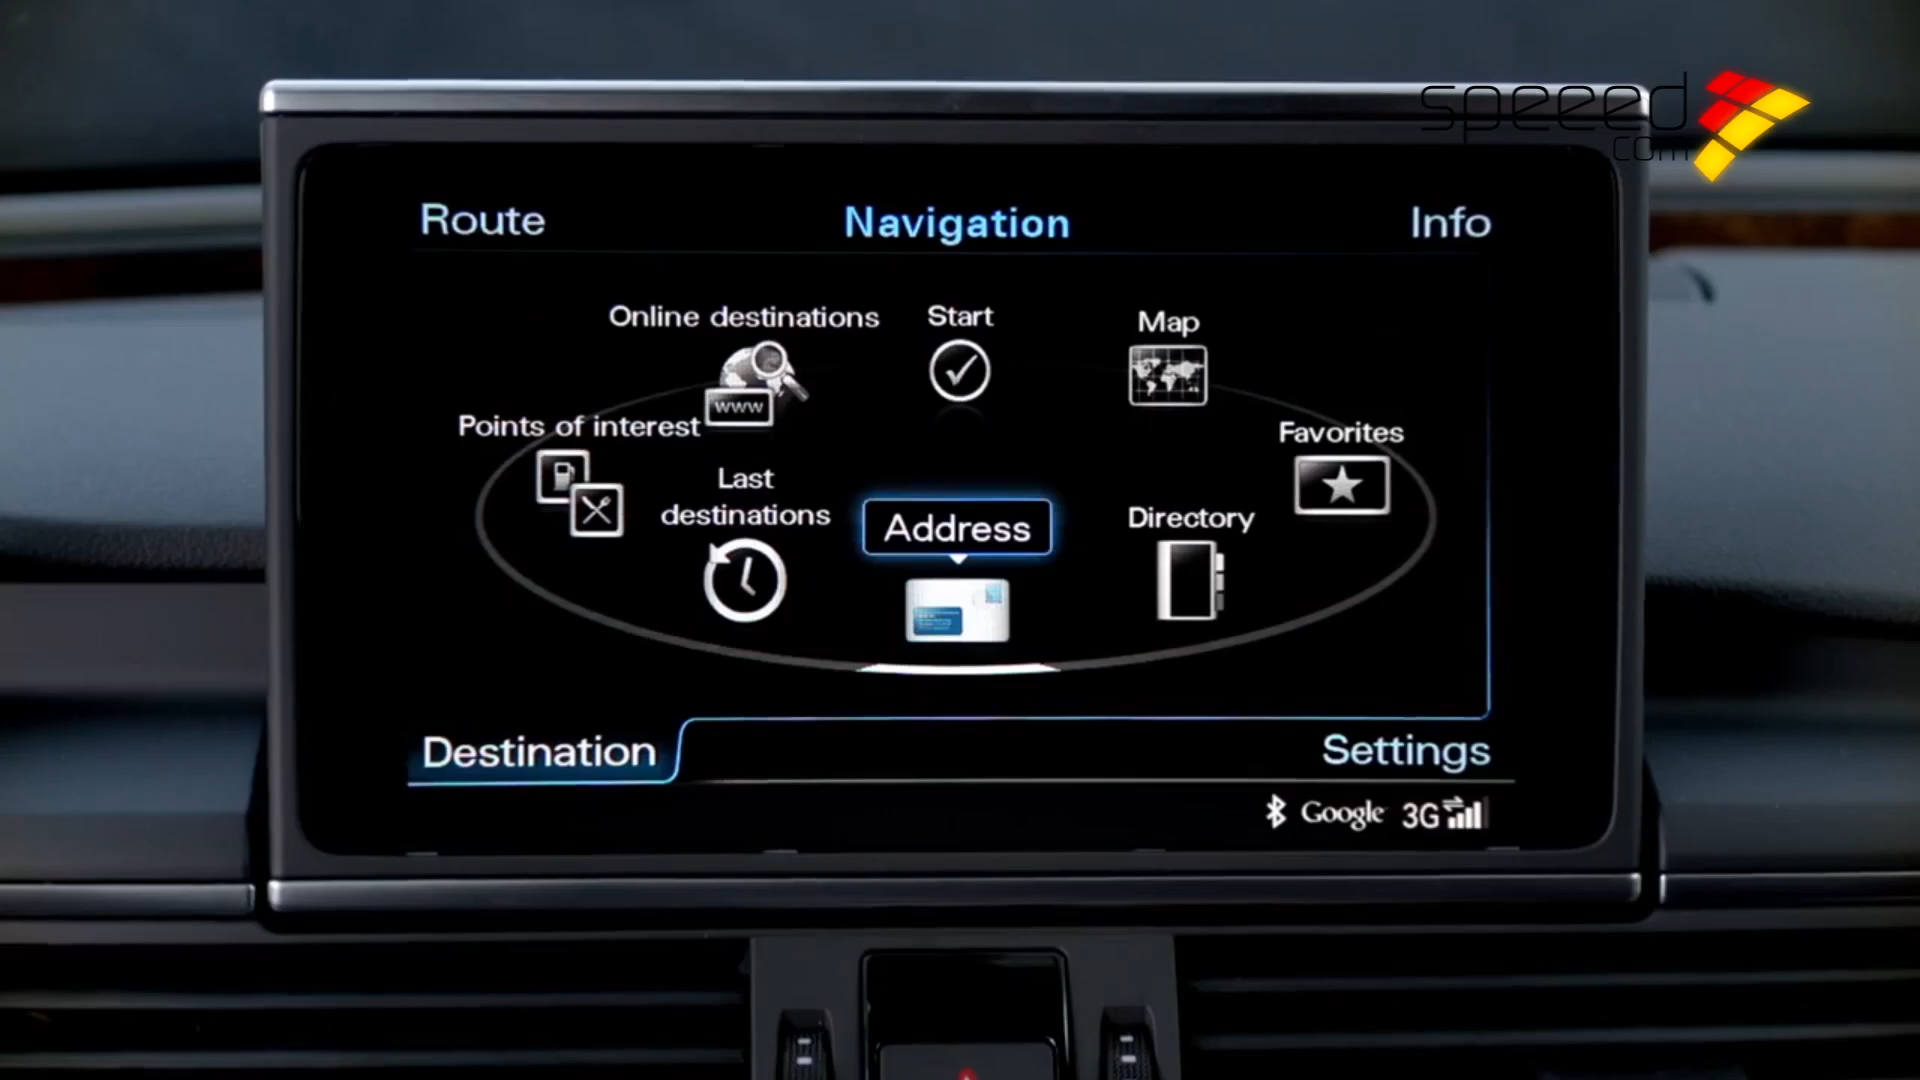 speeed
com
Route Navigation Info
Online destinations Start Map
www
Points of interest Favorites
Last
destinations Address Directory
Destination Settings
Google 3G